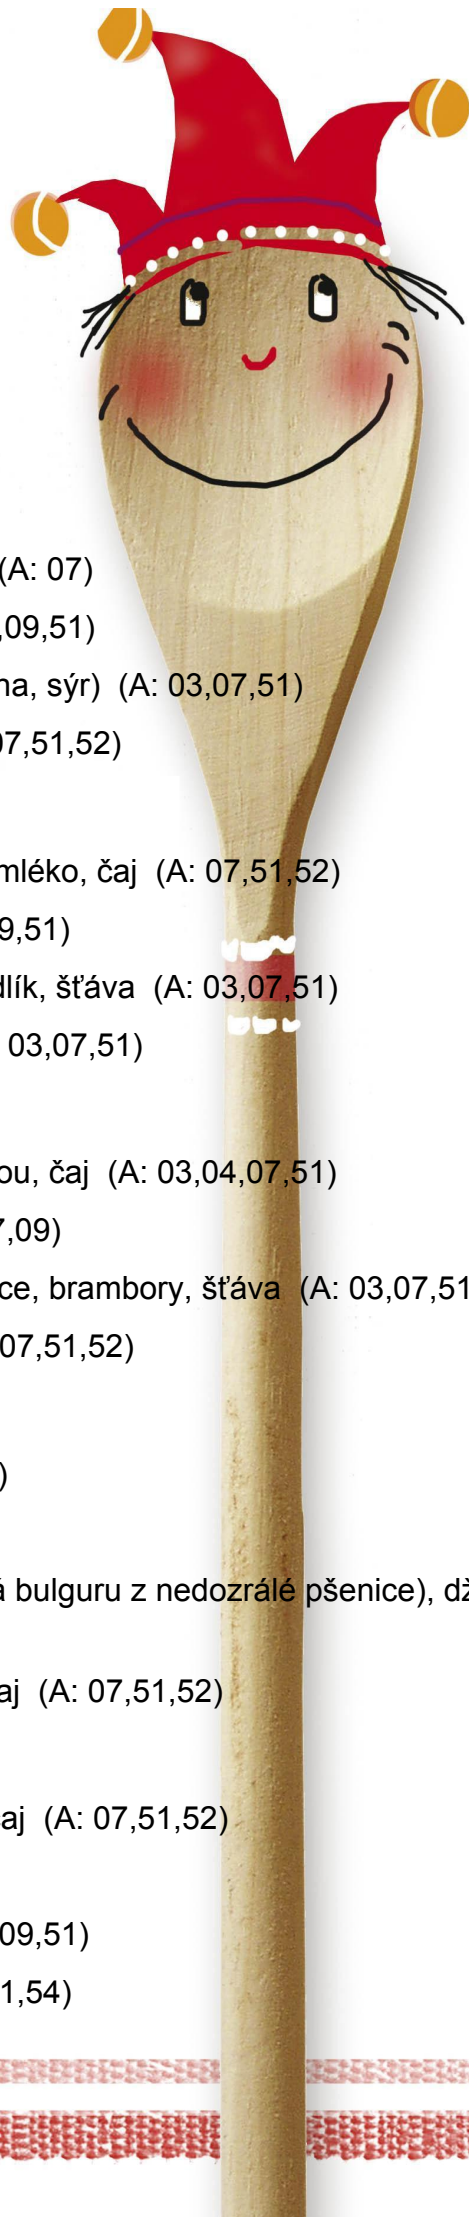 (A: 07)
,09,51)
na, sýr) (A: 03,07,51)
07,51,52)
mléko, čaj (A: 07,51,52)
9,51)
dlík, šťáva (A: 03,07,51)
03,07,51)
ou, čaj (A: 03,04,07,51)
7,09)
ce, brambory, šťáva (A: 03,07,51
07,51,52)
)
á bulguru z nedozrálé pšenice), dž
aj (A: 07,51,52)
čaj (A: 07,51,52)
09,51)
1,54)